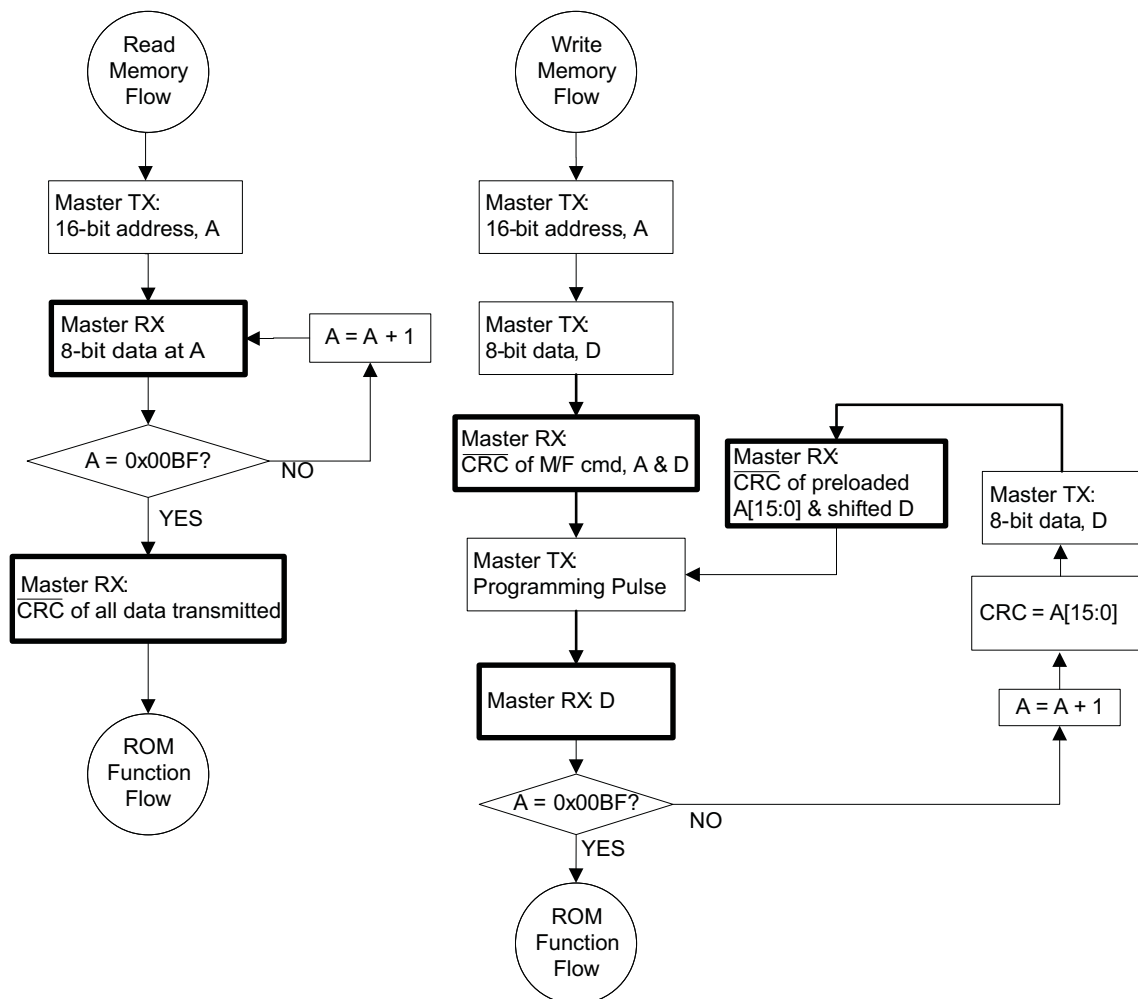 Read
Memory
Flow
Master TX:
16-bit address, A
Master RX:
8-bit data at A
A = A + 1
A = 0x00BF?
NO
YES
Master RX:
CRC of all data transmitted
ROM
Function
Flow
Write
Memory
Flow
Master TX:
16-bit address, A
Master TX:
8-bit data, D
Master RX:
CRC of M/F cmd, A & D
Master TX:
Programming Pulse
Master RX: D
A = 0x00BF?
NO
YES
ROM
Function
Flow
A = A + 1
CRC = A[15:0]
Master TX:
8-bit data, D
Master RX:
CRC of preloaded
A[15:0] & shifted D